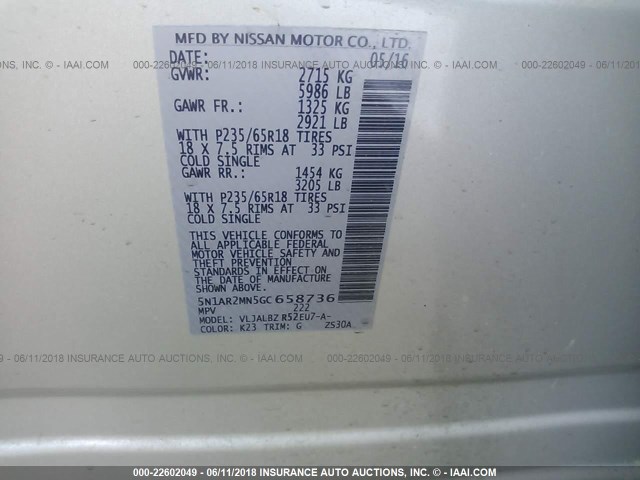 MFD BY NISSAN MOTOR CO., LTD.
DATE: 05/16
GVWR: 2715 KG
5986 LB
GAWR FR.: 1325 KG
2921 LB
WITH P235/65R18 TIRES
18 X 7.5 RIMS AT 33 PSI
COLD SINGLE
GAWR RR.: 1454 KG
3205 LB
WITH P235/65R18 TIRES
18 X 7.5 RIMS AT 33 PSI
COLD SINGLE
THIS VEHICLE CONFORMS TO
ALL APPLICABLE FEDERAL
MOTOR VEHICLE SAFETY AND
THEFT PREVENTION
STANDARDS IN EFFECT ON
THE DATE OF MANUFACTURE
SHOWN ABOVE.
5N1AR2MN5GC658736
MPV 222
MODEL: VLJALBZ R52EU7-A-
COLOR: K23 TRIM: G ZS30A
000-22602049 - 06/11/2018 INSURANCE AUTO AUCTIONS, INC. - IAAI.COM